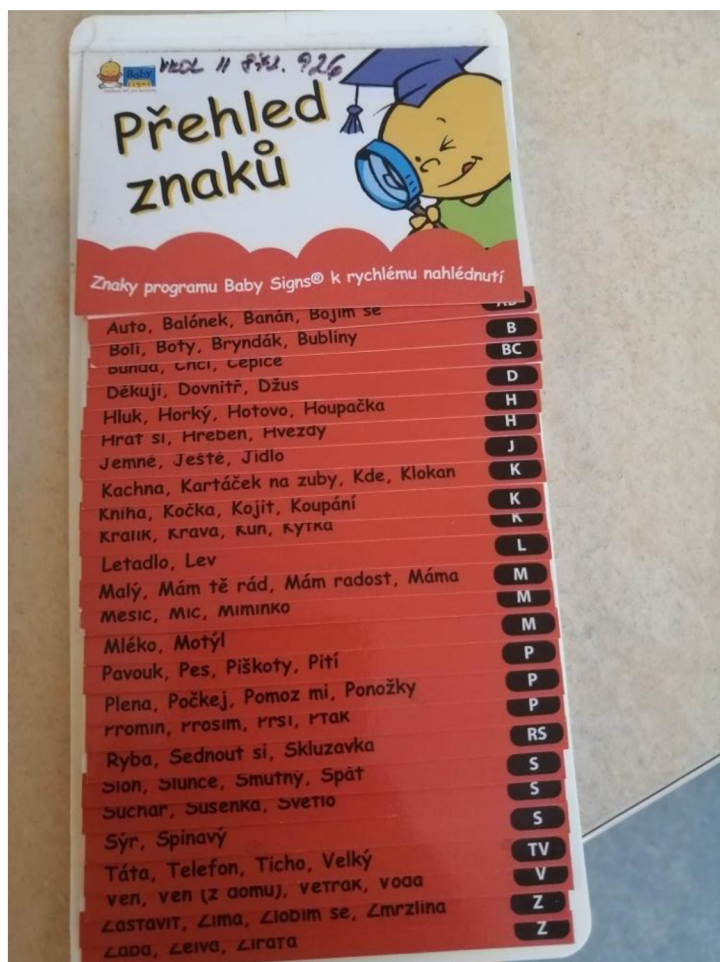 Baby
Signs
926
Přehled
znaků
Znaky programu Baby Signs® k rychlému nahlédnutí
AB
Auto, Balónek, Banán, Bojím se
Bolí, Boty, Bryndák, Bubliny B
Bunda, Chci, Čepice BC
Děkuji, Dovnitř, Džus D
Hluk, Horký, Hotovo, Houpačka H
Hrát si, Hřeben, Hvězdy H
Jemně, Ještě, Jídlo J
Kachna, Kartáček na zuby, Kde, Klokan K
Kniha, Kočka, Kojit, Koupání K
Králík, Kráva, Kůň, Kytka K
Letadlo, Lev L
Malý, Mám tě rád, Mám radost, Máma M
Měsíc, Míč, Miminko M
Mléko, Motýl M
Pavouk, Pes, Piškoty, Pití P
Plena, Počkej, Pomoz mi, Ponožky P
Promiň, Prosím, Prší, Pták P
Ryba, Sednout si, Skluzavka RS
Slon, Slunce, Smutný, Spát S
Suchar, Sušenka, Světlo S
Sýr, Špinavý S
Táta, Telefon, Ticho, Velký TV
Ven, Ven (z domu), Větrák, Voda V
Zastavit, Zima, Zlobím se, Zmrzlina Z
Žába, Želva, Žirafa Z